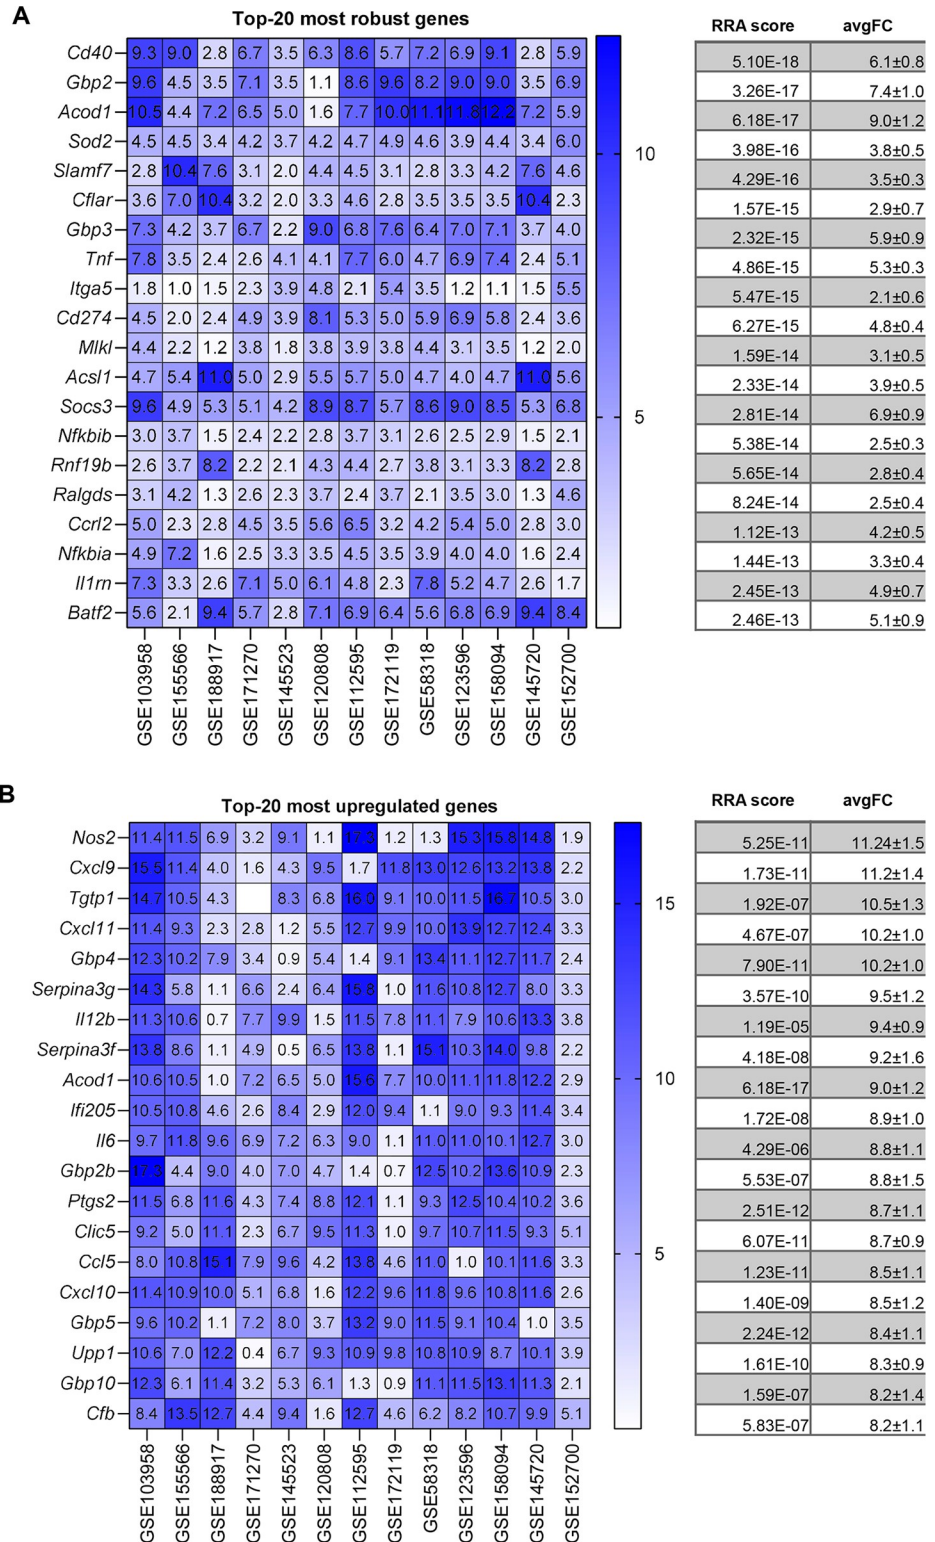 A
Top-20 most robust genes
RRA score avgFC
Cd40 9.3 9.0 2.8 6.7 3.5 6.3 8.6 5.7 7.2 6.9 9.1 2.8 5.9 5.10E-18 6.1±0.8
Gbp2 9.6 4.5 3.5 7.1 3.5 1.1 8.6 9.6 8.2 9.0 9.0 3.5 6.9 3.26E-17 7.4±1.0
Acod1 10.5 4.4 7.2 6.5 5.0 1.6 7.7 10.0 11.1 11.8 12.2 7.2 5.9 6.18E-17 9.0±1.2
Sod2 4.5 4.5 3.4 4.2 3.7 4.2 4.7 4.9 4.6 3.9 4.4 3.4 6.0 10 3.98E-16 3.8±0.5
Slamf7 2.8 10.4 7.6 3.1 2.0 4.4 4.5 3.1 2.8 3.3 4.2 7.6 4.6 4.29E-16 3.5±0.3
Cflar 3.6 7.0 10.4 3.2 2.0 3.3 4.6 2.8 3.5 3.5 3.5 10.4 2.3 1.57E-15 2.9±0.7
Gbp3 7.3 4.2 3.7 6.7 2.2 9.0 6.8 7.6 6.4 7.0 7.1 3.7 4.0 2.32E-15 5.9±0.9
Tnf 7.8 3.5 2.4 2.6 4.1 4.1 7.7 6.0 4.7 6.9 7.4 2.4 5.1 4.86E-15 5.3±0.3
Itga5 1.8 1.0 1.5 2.3 3.9 4.8 2.1 5.4 3.5 1.2 1.1 1.5 5.5 5.47E-15 2.1±0.6
Cd274 4.5 2.0 2.4 4.9 3.9 8.1 5.3 5.0 5.9 6.9 5.8 2.4 3.6 6.27E-15 4.8±0.4
Mlkl 4.4 2.2 1.2 3.8 1.8 3.8 3.9 3.8 4.4 3.1 3.5 1.2 2.0 1.59E-14 3.1±0.5
Acsl1 4.7 5.4 11.0 5.0 2.9 5.5 5.7 5.0 4.7 4.0 4.7 11.0 5.6 2.33E-14 3.9±0.5
Socs3 9.6 4.9 5.3 5.1 4.2 8.9 8.7 5.7 8.6 9.0 8.5 5.3 6.8 5 2.81E-14 6.9±0.9
Nfkbib 3.0 3.7 1.5 2.4 2.2 2.8 3.7 3.1 2.6 2.5 2.9 1.5 2.1 5.38E-14 2.5±0.3
Rnf19b 2.6 3.7 8.2 2.2 2.1 4.3 4.4 2.7 3.8 3.1 3.3 8.2 2.8 5.65E-14 2.8±0.4
Ralgds 3.1 4.2 1.3 2.6 2.3 3.7 2.4 3.7 2.1 3.5 3.0 1.3 4.6 8.24E-14 2.5±0.4
Ccrl2 5.0 2.3 2.8 4.5 3.5 5.6 6.5 3.2 4.2 5.4 5.0 2.8 3.0 1.12E-13 4.2±0.5
Nfkbia 4.9 7.2 1.6 2.5 3.3 3.5 4.5 3.5 3.9 4.0 4.0 1.6 2.4 1.44E-13 3.3±0.4
Il1rn 7.3 3.3 2.6 7.1 5.0 6.1 4.8 2.3 7.8 5.2 4.7 2.6 1.7 2.45E-13 4.9±0.7
Batf2 5.6 2.1 9.4 5.7 2.8 7.1 6.9 6.4 5.6 6.8 6.9 9.4 8.4 2.46E-13 5.1±0.9
GSE103958 GSE155566 GSE188917 GSE171270 GSE145523 GSE120808 GSE112595 GSE172119 GSE58318 GSE123596 GSE158094 GSE145720 GSE152700
B
Top-20 most upregulated genes
RRA score avgFC
Nos2 11.4 11.5 6.9 3.2 9.1 1.1 17.3 1.2 1.3 15.3 15.8 14.8 1.9 5.25E-11 11.24±1.5
Cxcl9 15.5 11.4 4.0 1.6 4.3 9.5 1.7 11.8 13.0 12.6 13.2 13.8 2.2 1.73E-11 11.2±1.4
Tgtp1 14.7 10.5 4.3 8.3 6.8 16.0 9.1 10.0 11.5 16.7 10.5 3.0 15 1.92E-07 10.5±1.3
Cxcl11 11.4 9.3 2.3 2.8 1.2 5.5 12.7 9.9 10.0 13.9 12.7 12.4 3.3 4.67E-07 10.2±1.0
Gbp4 12.3 10.2 7.9 3.4 0.9 5.4 1.4 9.1 13.4 11.1 12.7 11.7 2.4 7.90E-11 10.2±1.0
Serpina3g 14.3 5.8 1.1 6.6 2.4 6.4 15.8 1.0 11.6 10.8 12.7 8.0 3.3 3.57E-10 9.5±1.2
Il12b 11.3 10.6 0.7 7.7 9.9 1.5 11.5 7.8 11.1 7.9 10.6 13.3 3.8 1.19E-05 9.4±0.9
Serpina3f 13.8 8.6 1.1 4.9 0.5 6.5 13.8 1.1 15.1 10.3 14.0 9.8 2.2 4.18E-08 9.2±1.6
Acod1 10.6 10.5 1.0 7.2 6.5 5.0 15.6 7.7 10.0 11.1 11.8 12.2 2.9 10 6.18E-17 9.0±1.2
Ifi205 10.5 10.8 4.6 2.6 8.4 2.9 12.0 9.4 1.1 9.0 9.3 11.4 3.4 1.72E-08 8.9±1.0
Il6 9.7 11.8 9.6 6.9 7.2 6.3 9.0 1.1 11.0 11.0 10.1 12.7 3.0 4.29E-06 8.8±1.1
Gbp2b 17.3 4.4 9.0 4.0 7.0 4.7 1.4 0.7 12.5 10.2 13.6 10.9 2.3 5.53E-07 8.8±1.5
Ptgs2 11.5 6.8 11.6 4.3 7.4 8.8 12.1 1.1 9.3 12.5 10.4 10.2 3.6 2.51E-12 8.7±1.1
Clic5 9.2 5.0 11.1 2.3 6.7 9.5 11.3 1.0 9.7 10.7 11.5 9.3 5.1 6.07E-11 8.7±0.9
Ccl5 8.0 10.8 15.1 7.9 9.6 4.2 13.8 4.6 11.0 1.0 10.1 11.6 3.3 5 1.23E-11 8.5±1.1
Cxcl10 11.4 10.9 10.0 5.1 6.8 1.6 12.2 9.6 11.8 9.6 10.8 11.6 2.6 1.40E-09 8.5±1.2
Gbp5 9.6 10.2 1.1 7.2 8.0 3.7 13.2 9.0 11.5 9.1 10.4 1.0 3.5 2.24E-12 8.4±1.1
Upp1 10.6 7.0 12.2 0.4 6.7 9.3 10.9 9.8 10.8 10.9 8.7 10.1 3.9 1.61E-10 8.3±0.9
Gbp10 12.3 6.1 11.4 3.2 5.3 6.1 1.3 0.9 11.1 11.5 13.1 11.3 2.1 1.59E-07 8.2±1.4
Cfb 8.4 13.5 12.7 4.4 9.4 1.6 12.7 4.6 6.2 8.2 10.7 9.9 5.1 5.83E-07 8.2±1.1
GSE103958 GSE155566 GSE188917 GSE171270 GSE145523 GSE120808 GSE112595 GSE172119 GSE58318 GSE123596 GSE158094 GSE145720 GSE152700